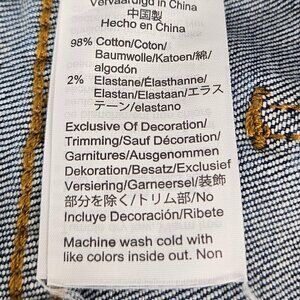 Vervaardigd in China
中国製
Hecho en China
98% Cotton/Coton/
Baumwolle/Katoen/綿/
algodón
2% Elastane/Élasthanne/
Elastan/Elastaan/エラス
テーン/elastano
Exclusive Of Decoration/
Trimming/Sauf Décoration/
Garnitures/Ausgenommen
Dekoration/Besatz/Exclusief
Versiering/Garneersel/装飾
部分を除く/トリム部/No
Incluye Decoración/Ribete
Machine wash cold with
like colors inside out. Non